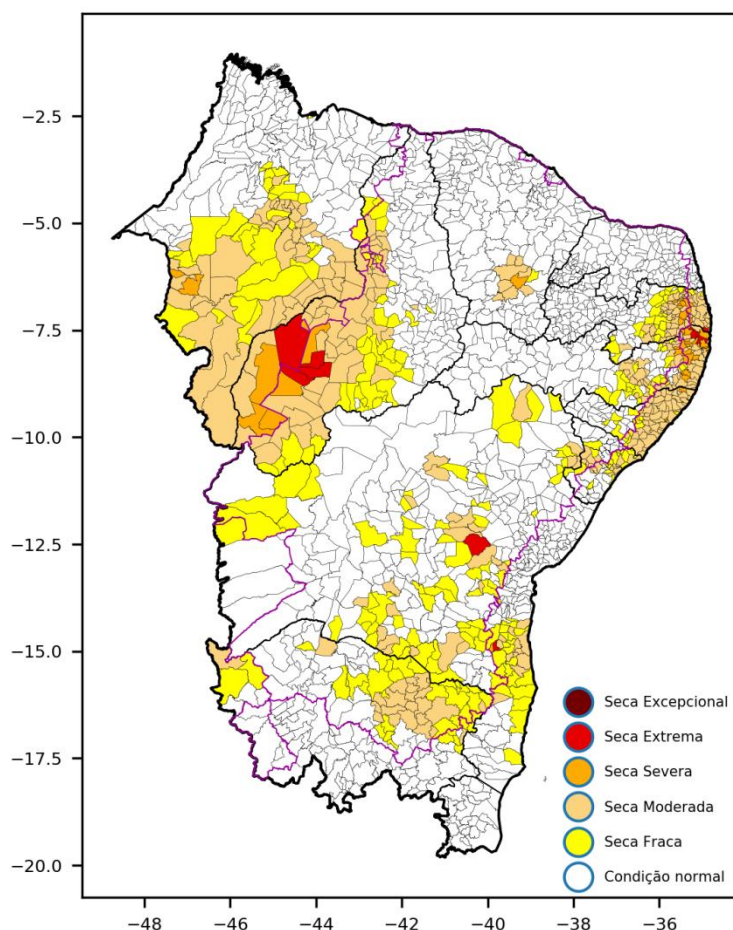 −2.5
−5.0
−7.5
−10.0
−12.5
−15.0
−17.5
−20.0
Seca Excepcional
Seca Extrema
Seca Severa
Seca Moderada
Seca Fraca
Condição normal
−48 −46 −44 −42 −40 −38 −36